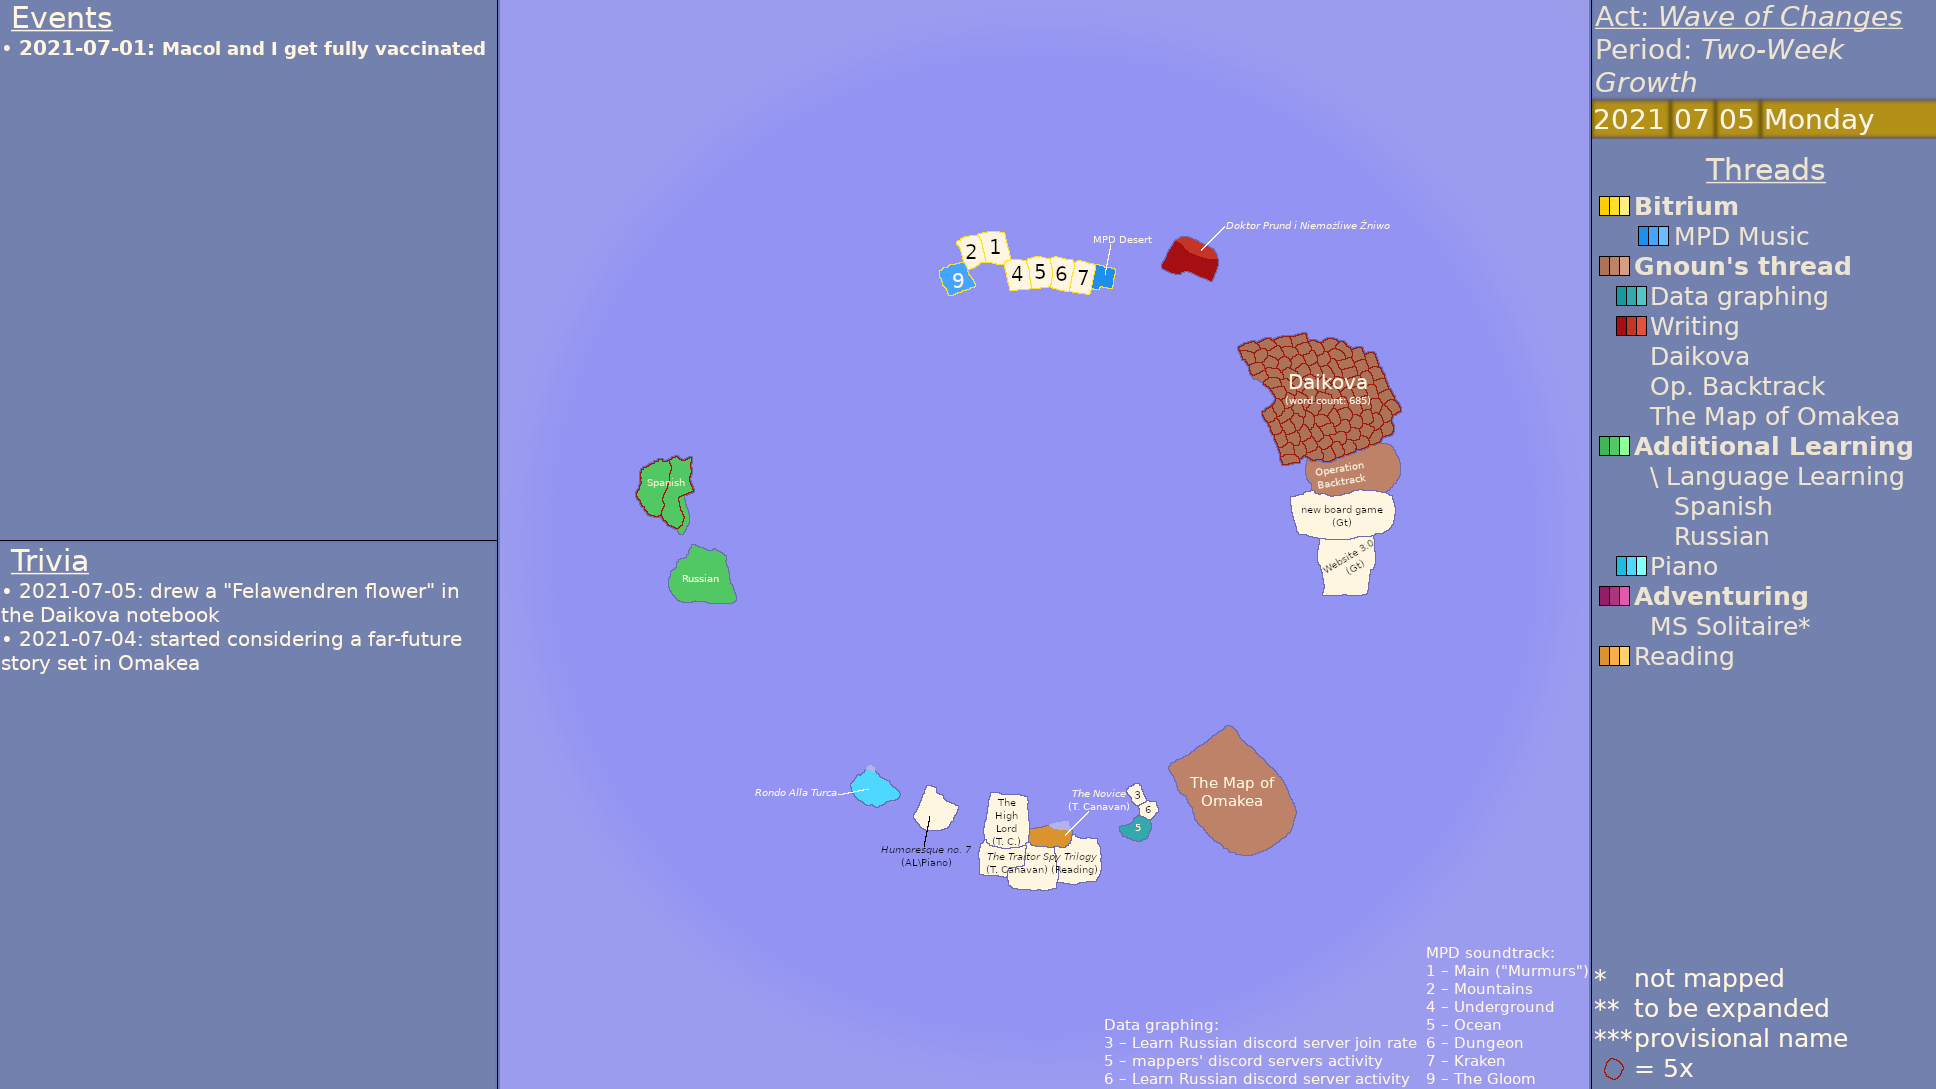 Events
• 2021-07-01: Macol and I get fully vaccinated
Trivia
• 2021-07-05: drew a "Felawendren flower" in
the Daikova notebook
• 2021-07-04: started considering a far-future
story set in Omakea
2
1
9
4
5
6
7
MPD Desert
Doktor Prund i Niemożliwe Żniwo
Daikova
(word count: 685)
Operation
Backtrack
new board game
(Gt)
Website 3.0
(Gt)
Spanish
Russian
Rondo Alla Turca
Humoresque no. 7
(AL\Piano)
The
High
Lord
(T. C.)
The Novice
(T. Canavan)
The Traitor Spy Trilogy
(T. Canavan) (Reading)
3
6
5
The Map of
Omakea
Data graphing:
3 – Learn Russian discord server join rate
5 – mappers' discord servers activity
6 – Learn Russian discord server activity
MPD soundtrack:
1 – Main ("Murmurs")
2 – Mountains
4 – Underground
5 – Ocean
6 – Dungeon
7 – Kraken
9 – The Gloom
Act: Wave of Changes
Period: Two-Week
Growth
2021 07 05 Monday
Threads
Bitrium
MPD Music
Gnoun's thread
Data graphing
Writing
Daikova
Op. Backtrack
The Map of Omakea
Additional Learning
\ Language Learning
Spanish
Russian
Piano
Adventuring
MS Solitaire*
Reading
* not mapped
** to be expanded
*** provisional name
= 5x